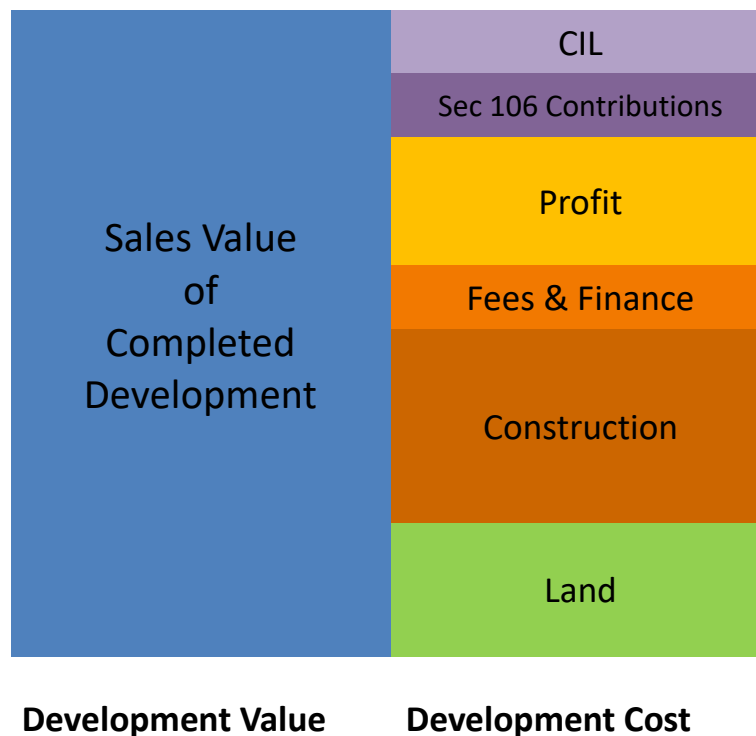 Sales Value
of
Completed
Development
CIL
Sec 106 Contributions
Profit
Fees & Finance
Construction
Land
Development Value
Development Cost